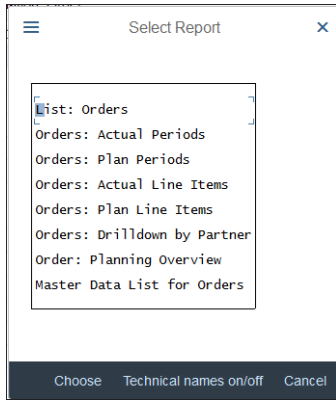 Select Report
List: Orders
Orders: Actual Periods
Orders: Plan Periods
Orders: Actual Line Items
Orders: Plan Line Items
Orders: Drilldown by Partner
Order: Planning Overview
Master Data List for Orders
Choose Technical names on/off Cancel